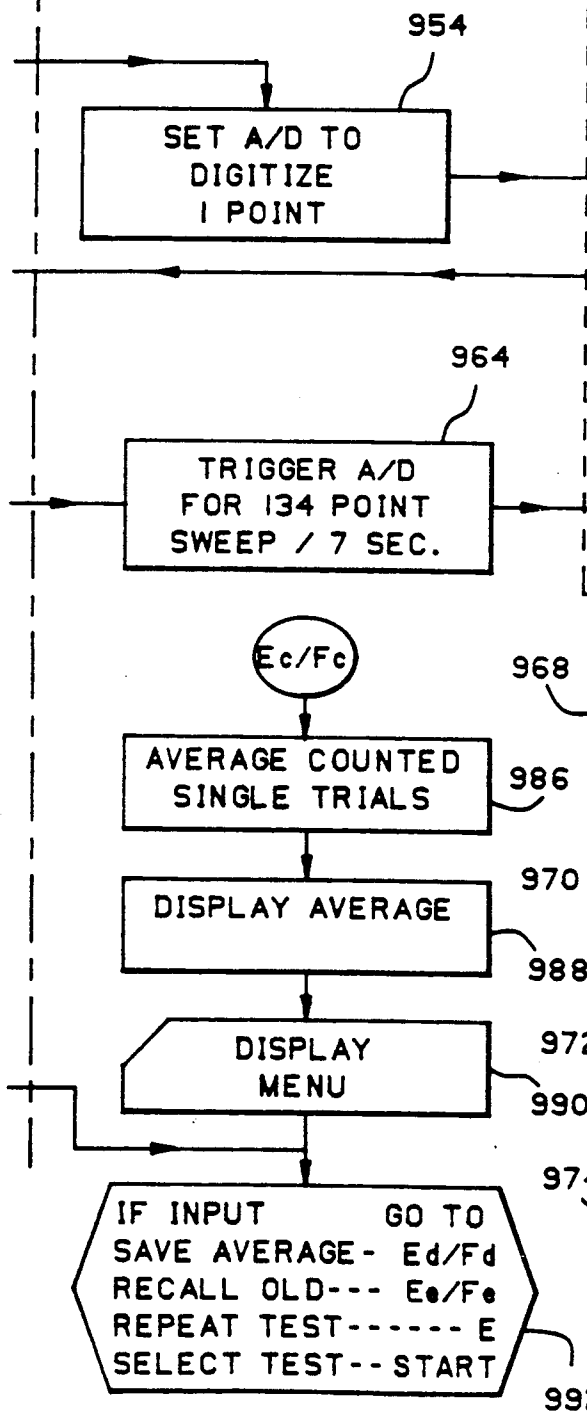 954
SET A/D TO
DIGITIZE
1 POINT
964
TRIGGER A/D
FOR 134 POINT
SWEEP / 7 SEC.
Ec/Fc
968
AVERAGE COUNTED
SINGLE TRIALS
986
970
DISPLAY AVERAGE
988
972
DISPLAY
MENU
990
974
IF INPUT GO TO
SAVE AVERAGE- Ed/Fd
RECALL OLD--- Ee/Fe
REPEAT TEST------ E
SELECT TEST--START